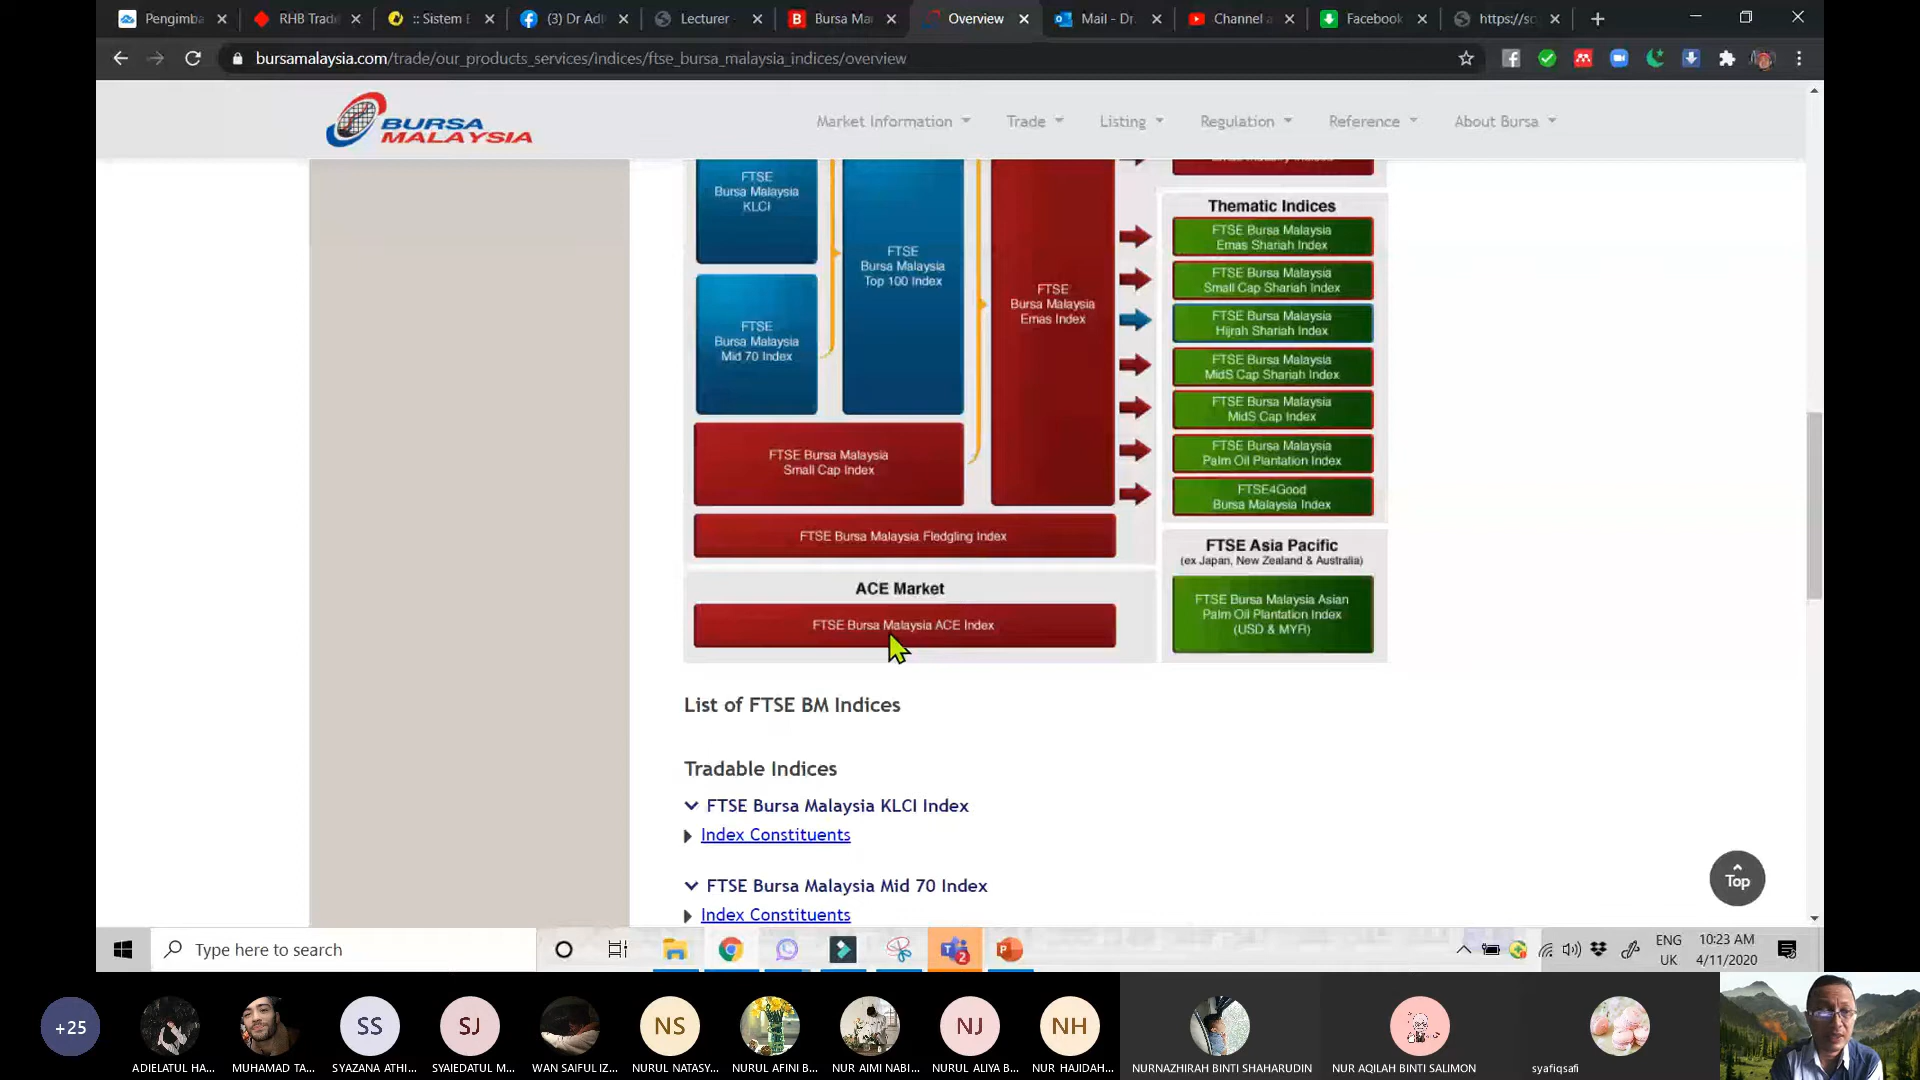 Pengimba
RHB Trade
:: Sistem E
(3) Dr Adi
Lecturer
Bursa Mar
Overview
Mail - Dr.
Channel
Facebook
https://sc
bursamalaysia.com/trade/our_products_services/indices/ftse_bursa_malaysia_indices/overview
BURSA
MALAYSIA
Market Information
Trade
Listing
Regulation
Reference
About Bursa
FTSE
Bursa Malaysia
KLCI
FTSE
Bursa Malaysia
Mid 70 Index
FTSE
Bursa Malaysia
Top 100 Index
FTSE
Bursa Malaysia
Emas Index
FTSE Bursa Malaysia
Small Cap Index
FTSE Bursa Malaysia Fledgling Index
ACE Market
FTSE Bursa Malaysia ACE Index
Thematic Indices
FTSE Bursa Malaysia
Emas Shariah Index
FTSE Bursa Malaysia
Small Cap Shariah Index
FTSE Bursa Malaysia
Hijrah Shariah Index
FTSE Bursa Malaysia
MidS Cap Shariah Index
FTSE Bursa Malaysia
MidS Cap Index
FTSE Bursa Malaysia
Palm Oil Plantation Index
FTSE4Good
Bursa Malaysia Index
FTSE Asia Pacific
(ex Japan, New Zealand & Australia)
FTSE Bursa Malaysia Asian
Palm Oil Plantation Index
(USD & MYR)
List of FTSE BM Indices
Tradable Indices
FTSE Bursa Malaysia KLCI Index
Index Constituents
FTSE Bursa Malaysia Mid 70 Index
Index Constituents
Top
Type here to search
2
ENG
UK
10:23 AM
4/11/2020
+25
SS
SJ
NS
NJ
NH
ADIELATUL HA...
MUHAMAD TA...
SYAZANA ATHI...
SYAIEDATUL M...
WAN SAIFUL IZ...
NURUL NATASY...
NURUL AFINI B...
NUR AIMI NABI...
NURUL ALIYA B...
NUR HAJIDAH...
NURNAZHIRAH BINTI SHAHARUDIN
NUR AQILAH BINTI SALIMON
syafiqsafi